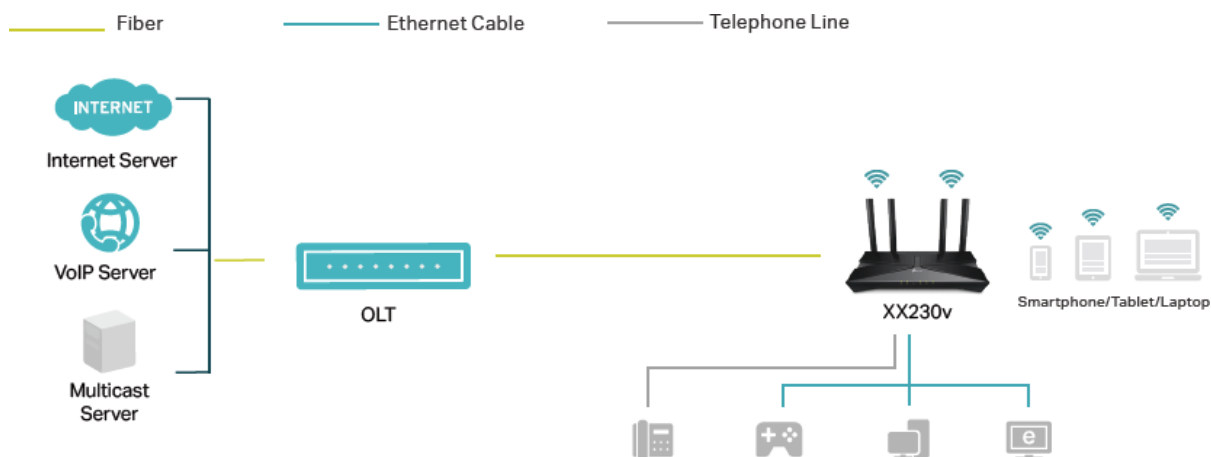 Fiber
Ethernet Cable
Telephone Line
INTERNET
Internet Server
VoIP Server
Multicast
Server
OLT
XX230v
Smartphone/Tablet/Laptop
e